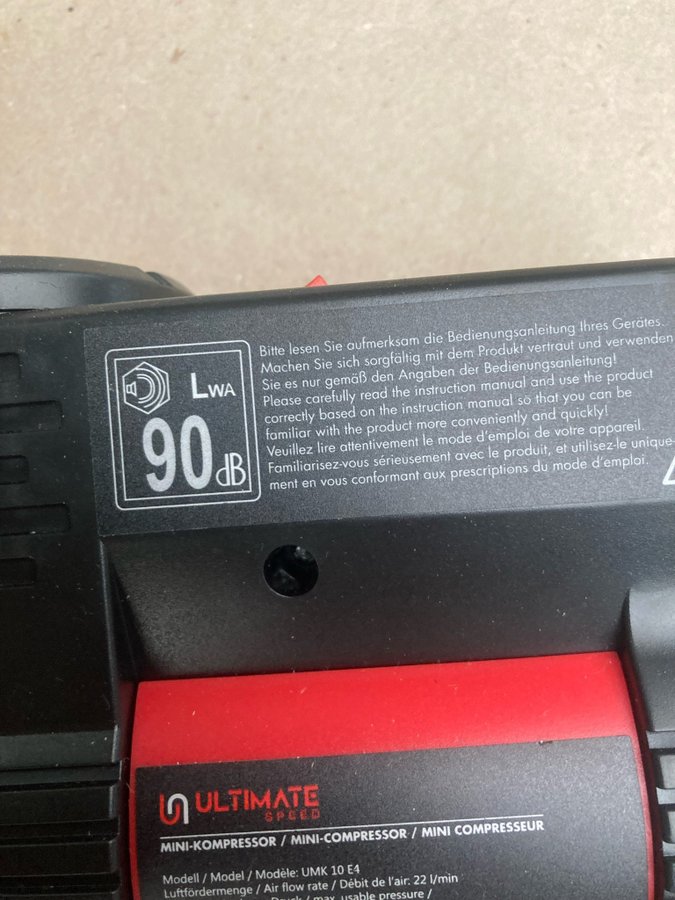 LWA
90 dB
Bitte lesen Sie aufmerksam die Bedienungsanleitung Ihres Gerätes.
Machen Sie sich sorgfältig mit dem Produkt vertraut und verwenden
Sie es nur gemäß den Angaben der Bedienungsanleitung!
Please carefully read the instruction manual and use the product
correctly based on the instruction manual so that you can be
familiar with the product more conveniently and quickly!
Veuillez lire attentivement le mode d'emploi de votre appareil.
Familiarisez-vous sérieusement avec le produit, et utilisez-le unique-
ment en vous conformant aux prescriptions du mode d'emploi.
ULTIMATE
SPEED
MINI-KOMPRESSOR / MINI-COMPRESSOR / MINI COMPRESSEUR
Modell / Model / Modèle: UMK 10 E4
Luftfördermenge / Air flow rate / Débit de l'air: 22 l/min
Druck / max. usable pressure /